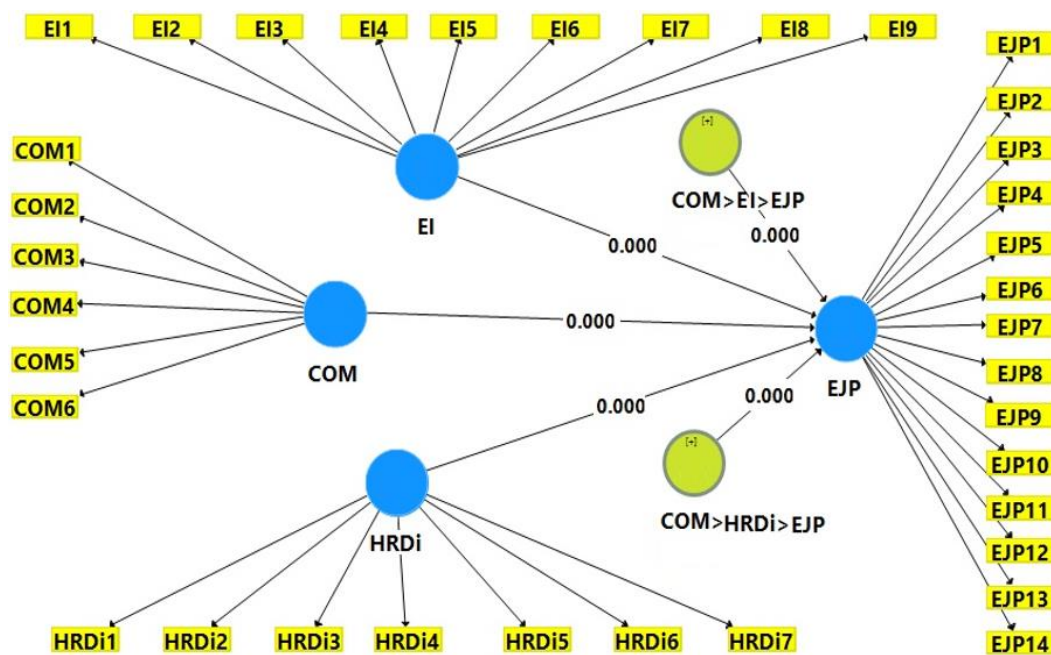 EI1 EI2 EI3 EI4 EI5 EI6 EI7 EI8 EI9
EJP1
EJP2
EJP3
EJP4
EJP5
EJP6
EJP7
EJP8
EJP9
EJP10
EJP11
EJP12
EJP13
EJP14
COM1
COM2
COM3
COM4
COM5
COM6
EI
[+]
COM>EI>EJP
0.000
0.000
COM
0.000
EJP
0.000
0.000
[+]
COM>HRDi>EJP
HRDi
HRDi1 HRDi2 HRDi3 HRDi4 HRDi5 HRDi6 HRDi7